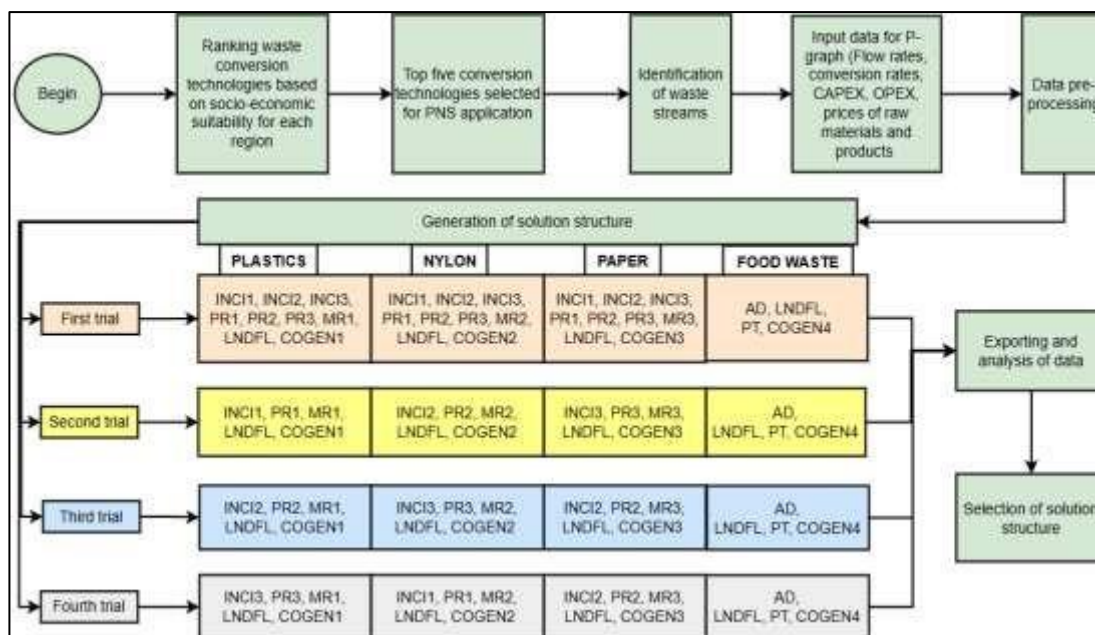 Begin
Ranking waste
conversion
technologies based
on socio-economic
suitability for each
region
Top five conversion
technologies selected
for PNS application
Identification
of waste
streams
Input data for P-
graph (Flow rates,
conversion rates,
CAPEX, OPEX,
prices of raw
materials and
products
Data pre-
processing
Generation of solution structure
PLASTICS
NYLON
PAPER
FOOD WASTE
First trial
INCI1, INCI2, INCI3,
PR1, PR2, PR3, MR1,
LNDFL, COGEN1
INCI1, INCI2, INCI3,
PR1, PR2, PR3, MR2,
LNDFL, COGEN2
INCI1, INCI2, INCI3,
PR1, PR2, PR3, MR3,
LNDFL, COGEN3
AD, LNDFL,
PT, COGEN4
Second trial
INCI1, PR1, MR1,
LNDFL, COGEN1
INCI2, PR2, MR2,
LNDFL, COGEN2
INCI3, PR3, MR3,
LNDFL, COGEN3
AD,
LNDFL, PT, COGEN4
Third trial
INCI2, PR2, MR1,
LNDFL, COGEN1
INCI3, PR3, MR2,
LNDFL, COGEN2
INCI2, PR2, MR3,
LNDFL, COGEN3
AD,
LNDFL, PT, COGEN4
Fourth trial
INCI3, PR3, MR1,
LNDFL, COGEN1
INCI1, PR1, MR2,
LNDFL, COGEN2
INCI2, PR2, MR3,
LNDFL, COGEN3
AD,
LNDFL, PT, COGEN4
Exporting and
analysis of data
Selection of solution
structure